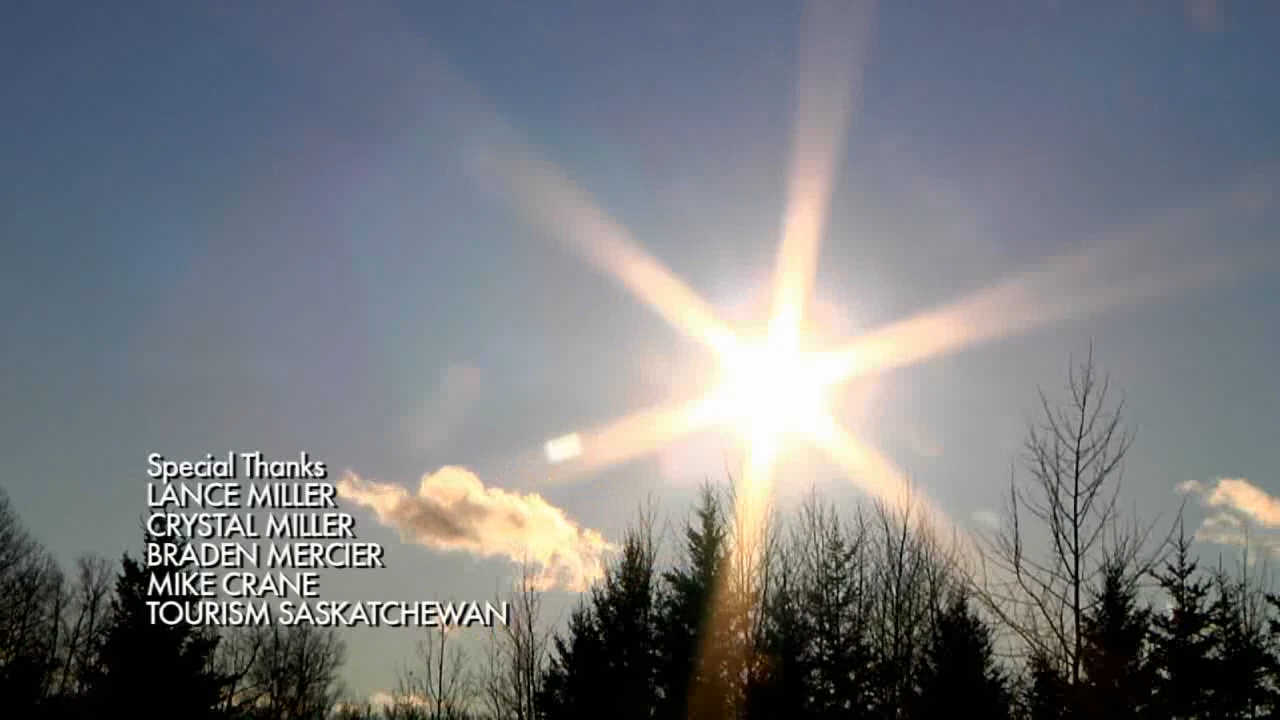 Special Thanks
LANCE MILLER
CRYSTAL MILLER
BRADEN MERCIER
MIKE CRANE
TOURISM SASKATCHEWAN